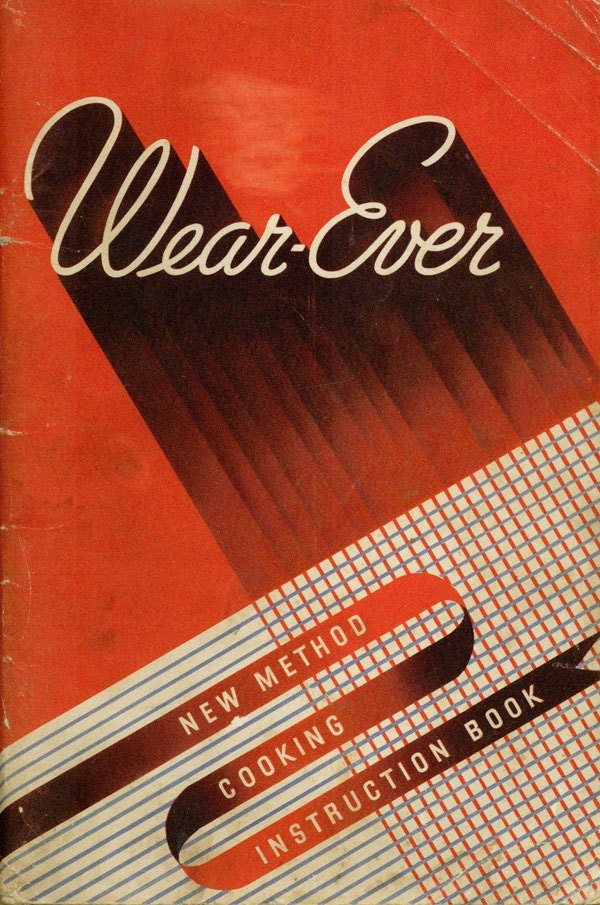 Wear-Ever
NEW METHOD
COOKING
INSTRUCTION BOOK